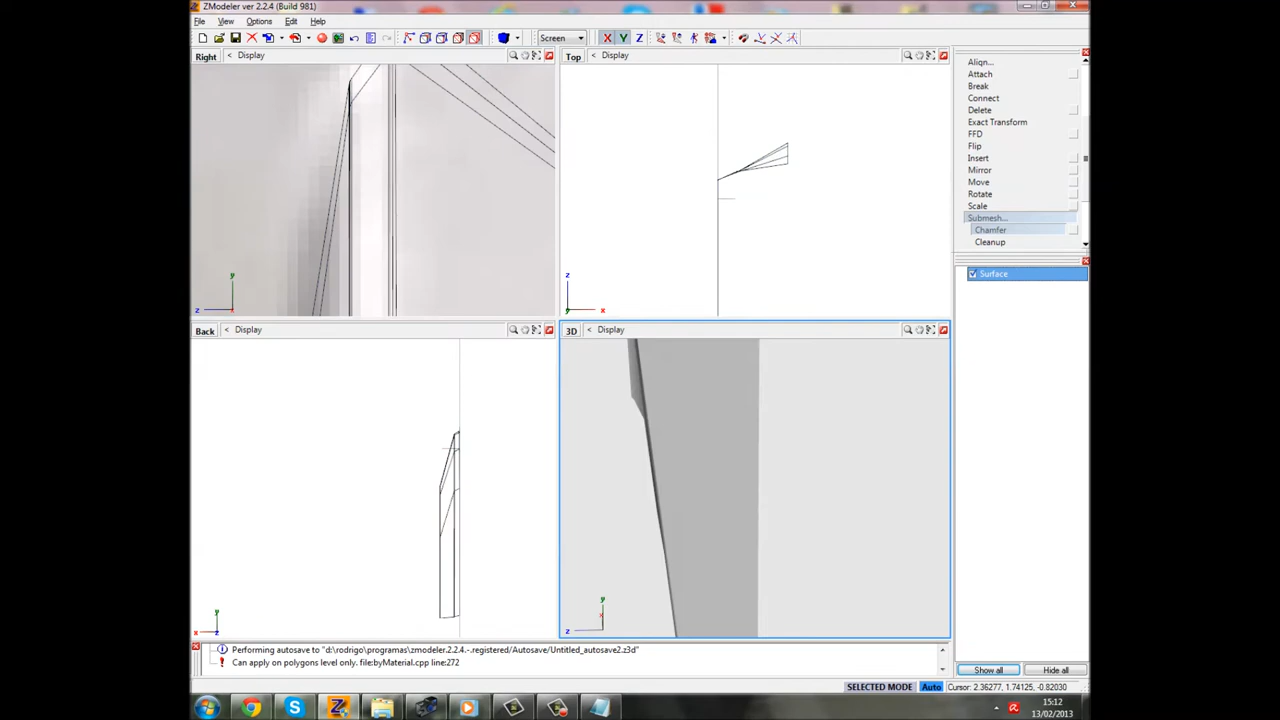 ZModeler ver 2.2.4 (Build 981)
File View Options Edit Help
Screen X Y Z
Right < Display
Top < Display
y
z x
z
y x
Back < Display
3D < Display
y
x z
y
x
z
Align...
Attach
Break
Connect
Delete
Exact Transform
FFD
Flip
Insert
Mirror
Move
Rotate
Scale
Submesh...
Chamfer
Cleanup
Surface
Performing autosave to "d:\rodrigo\programas\zmodeler.2.2.4.-.registered/Autosave/Untitled_autosave2.z3d"
Can apply on polygons level only. file:byMaterial.cpp line:272
Show all Hide all
SELECTED MODE Auto Cursor: 2.36277, 1.74125, -0.82030
15:12
13/02/2013